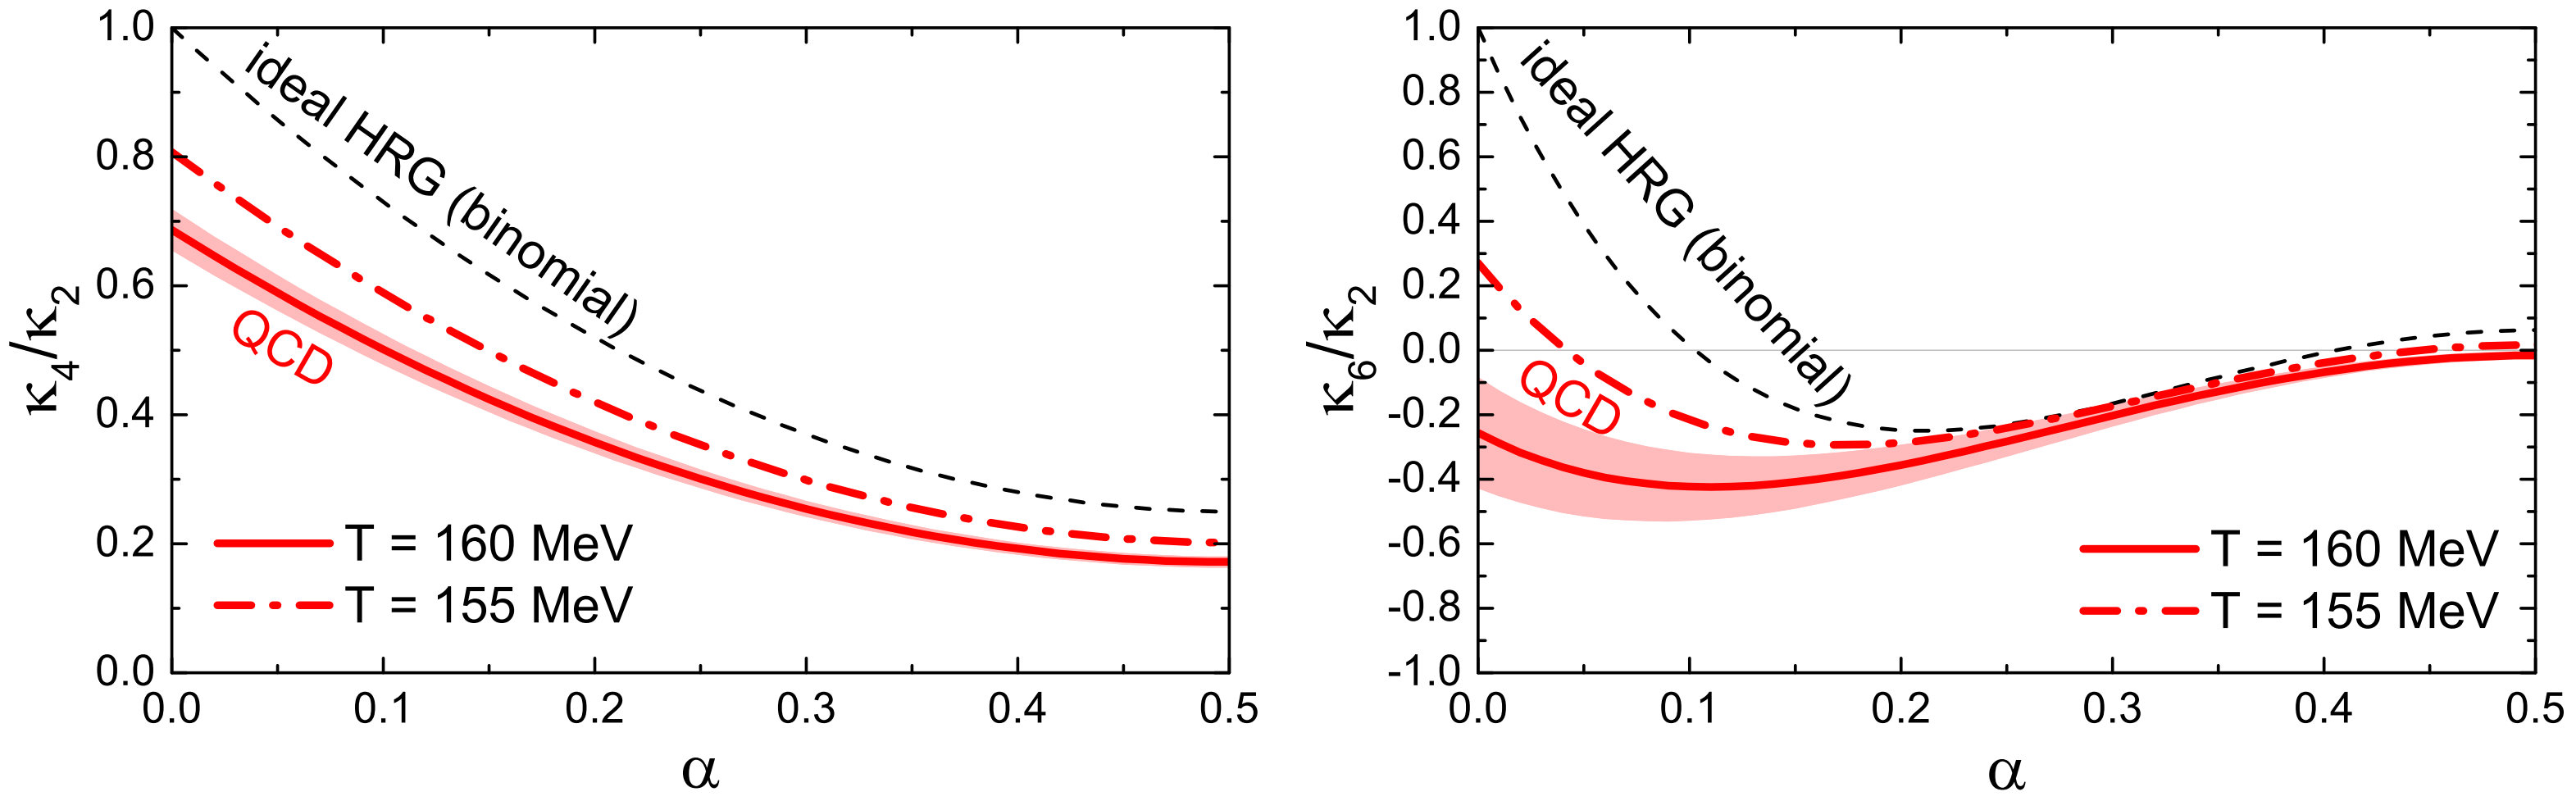 1.0
0.8
0.6
0.4
0.2
0.0
κ4/κ2
ideal HRG (binomial)
QCD
T = 160 MeV
T = 155 MeV
0.0 0.1 0.2 0.3 0.4 0.5
α
1.0
0.8
0.6
0.4
0.2
0.0
-0.2
-0.4
-0.6
-0.8
-1.0
κ6/κ2
ideal HRG (binomial)
QCD
T = 160 MeV
T = 155 MeV
0.0 0.1 0.2 0.3 0.4 0.5
α